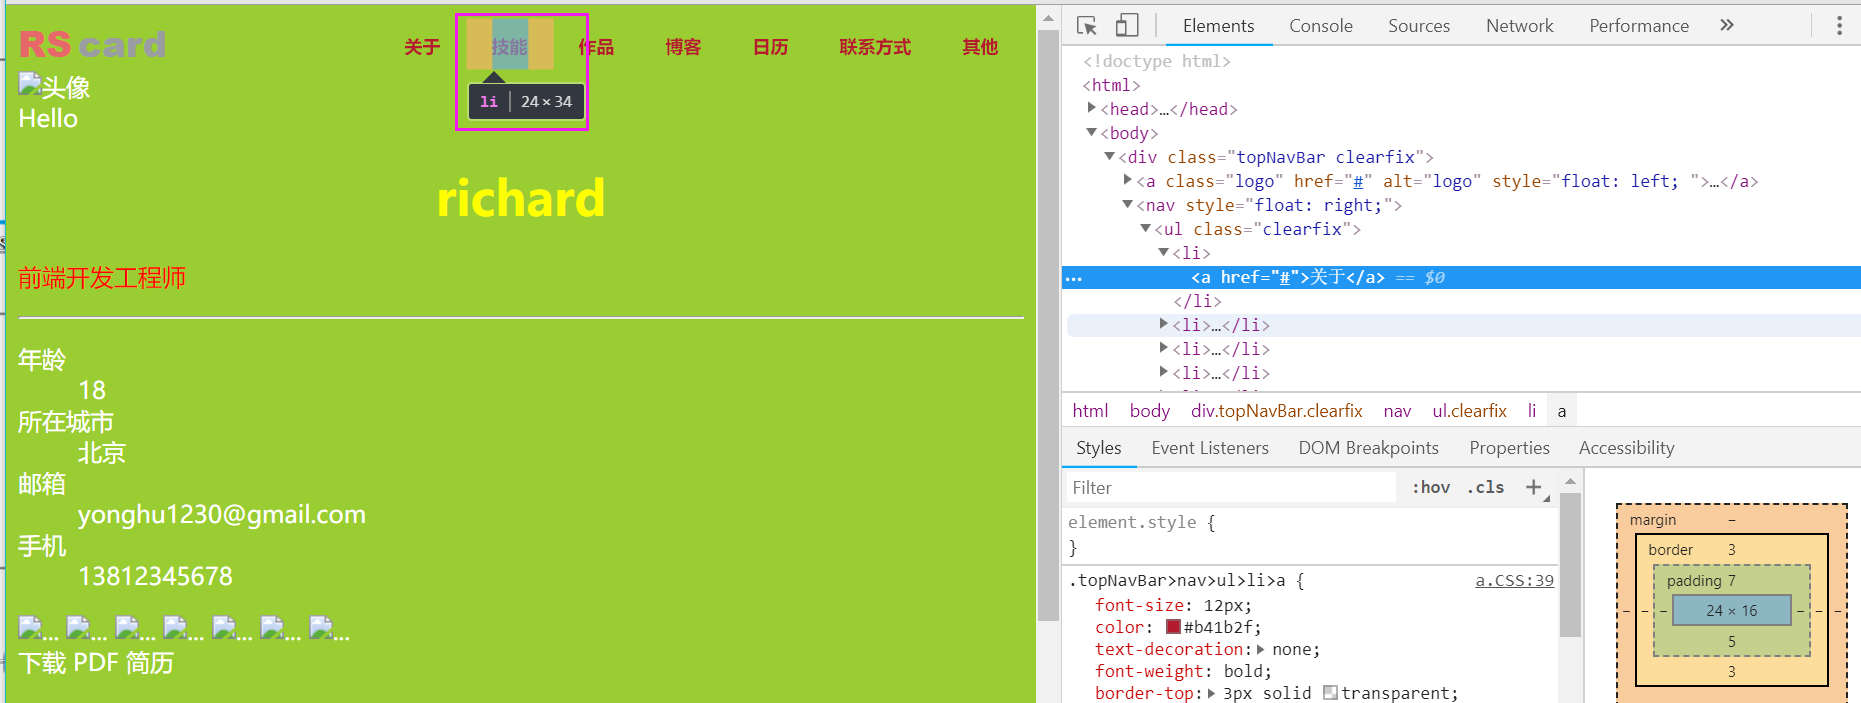 RS card
关于 技能 作品 博客 日历 联系方式 其他
li 24 × 34
头像
Hello
richard
前端开发工程师
年龄
18
所在城市
北京
邮箱
yonghu1230@gmail.com
手机
13812345678
... ... ... ... ... ... ...
下载 PDF 简历
Elements Console Sources Network Performance »
<!doctype html>
<html>
<head>…</head>
<body>
<div class="topNavBar clearfix">
<a class="logo" href="#" alt="logo" style="float: left; ">…</a>
<nav style="float: right;">
<ul class="clearfix">
<li>
... <a href="#">关于</a> == $0
</li>
<li>…</li>
<li>…</li>
<li>…</li>
html body div.topNavBar.clearfix nav ul.clearfix li a
Styles Event Listeners DOM Breakpoints Properties Accessibility
Filter :hov .cls +
element.style {
}
.topNavBar>nav>ul>li>a { a.CSS:39
font-size: 12px;
color: #b41b2f;
text-decoration: none;
font-weight: bold;
border-top: 3px solid transparent;
margin –
border 3
padding 7
– – – 24 × 16 – – –
5
3